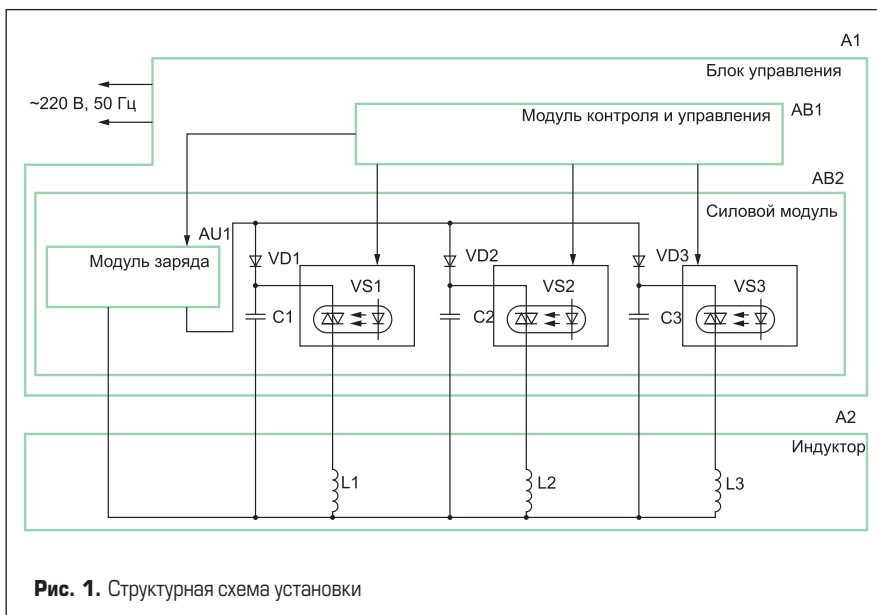 A1
Блок управления
~220 В, 50 Гц
Модуль контроля и управления
AB1
AB2
Силовой модуль
AU1
Модуль заряда
VD1
VD2
VD3
VS1
VS2
VS3
C1
C2
C3
A2
Индуктор
L1
L2
L3
Рис. 1. Структурная схема установки